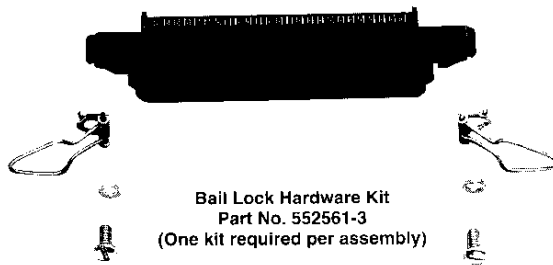 Bail Lock Hardware Kit
Part No. 552561-3
(One kit required per assembly)